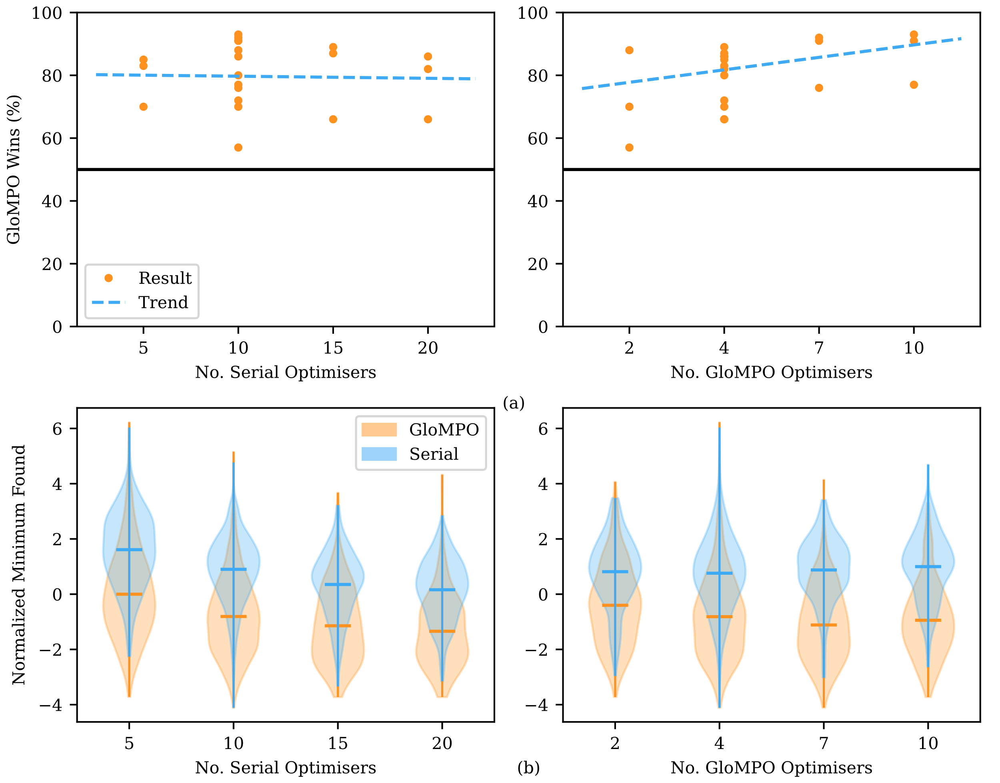 100
80
60
40
20
0
GloMPO Wins (%)
Result
Trend
5 10 15 20
No. Serial Optimisers
100
80
60
40
20
0
2 4 7 10
No. GloMPO Optimisers
(a)
6
4
2
0
−2
−4
Normalized Minimum Found
GloMPO
Serial
5 10 15 20
No. Serial Optimisers
6
4
2
0
−2
−4
2 4 7 10
No. GloMPO Optimisers
(b)